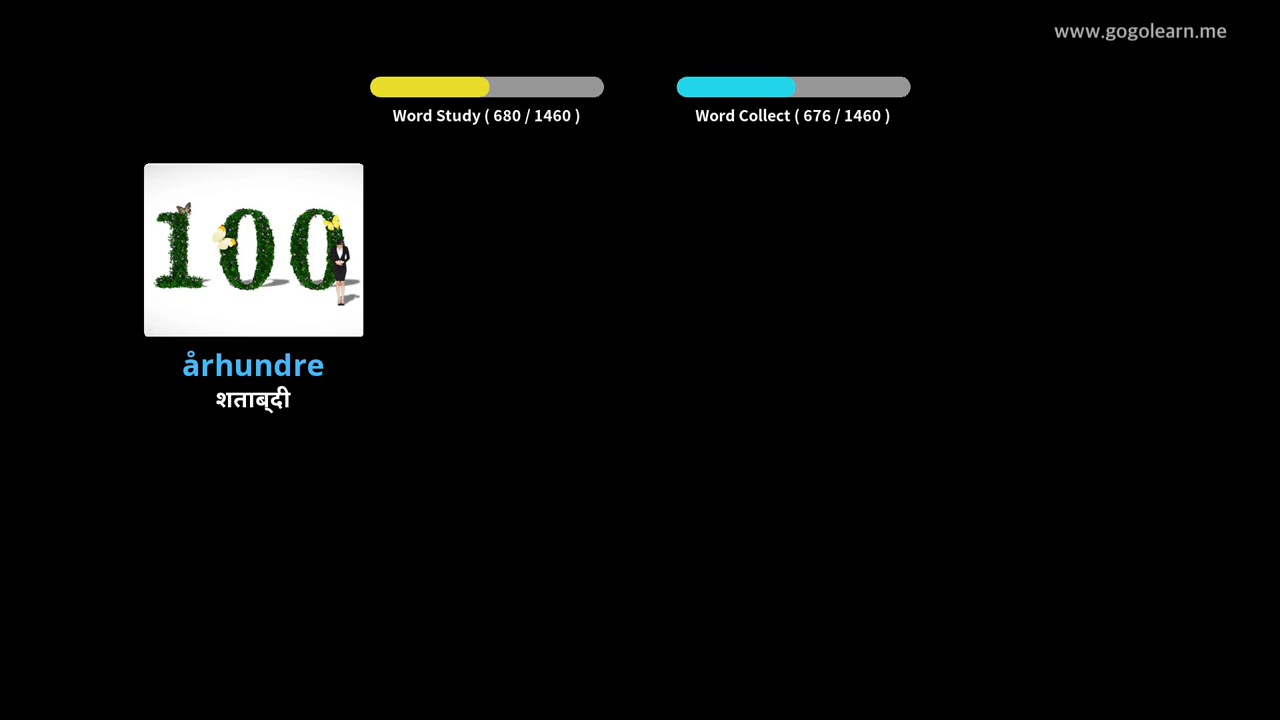 www.gogolearn.me
Word Study ( 680 / 1460 )
Word Collect ( 676 / 1460 )
100
århundre
शताब्दी